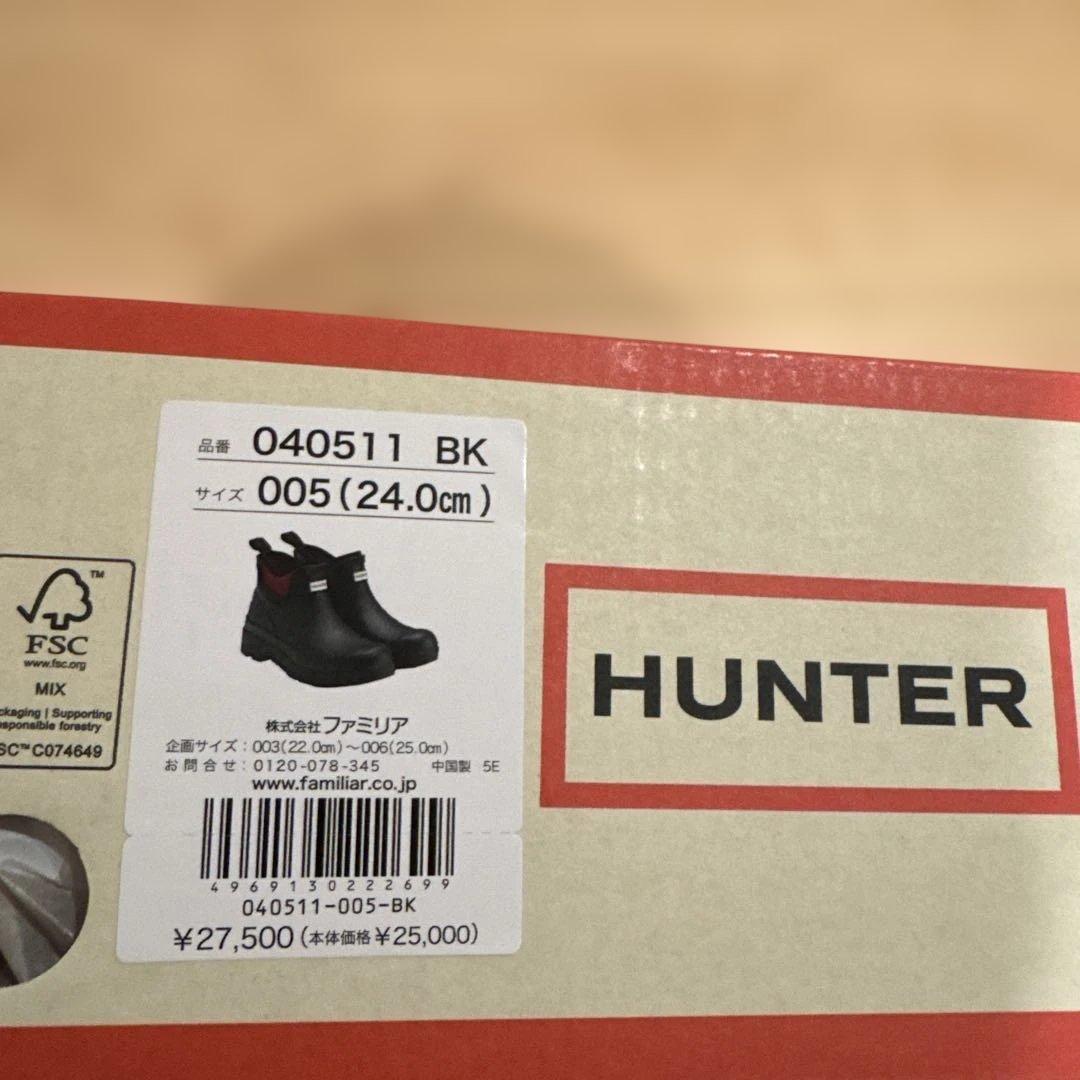 品番 040511 BK
サイズ 005(24.0cm)
株式会社ファミリア
企画サイズ：003(22.0cm)～006(25.0cm)
お問合せ：0120-078-345 中国製 5E
www.familiar.co.jp
4969130222699
040511-005-BK
¥27,500(本体価格¥25,000)
TM
FSC
www.fsc.org
MIX
ckaging | Supporting
esponsible forestry
SC™ C074649
HUNTER